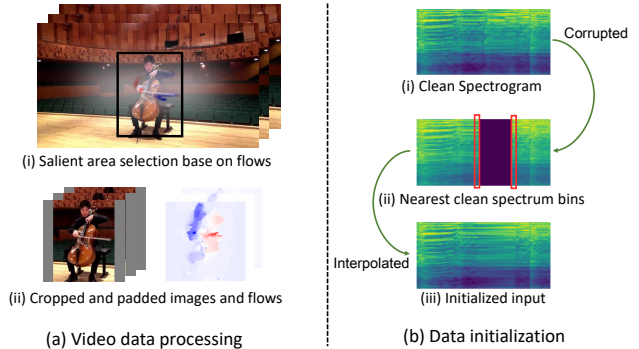 (i) Salient area selection base on flows
(ii) Cropped and padded images and flows
(a) Video data processing
Corrupted
(i) Clean Spectrogram
(ii) Nearest clean spectrum bins
Interpolated
(iii) Initialized input
(b) Data initialization